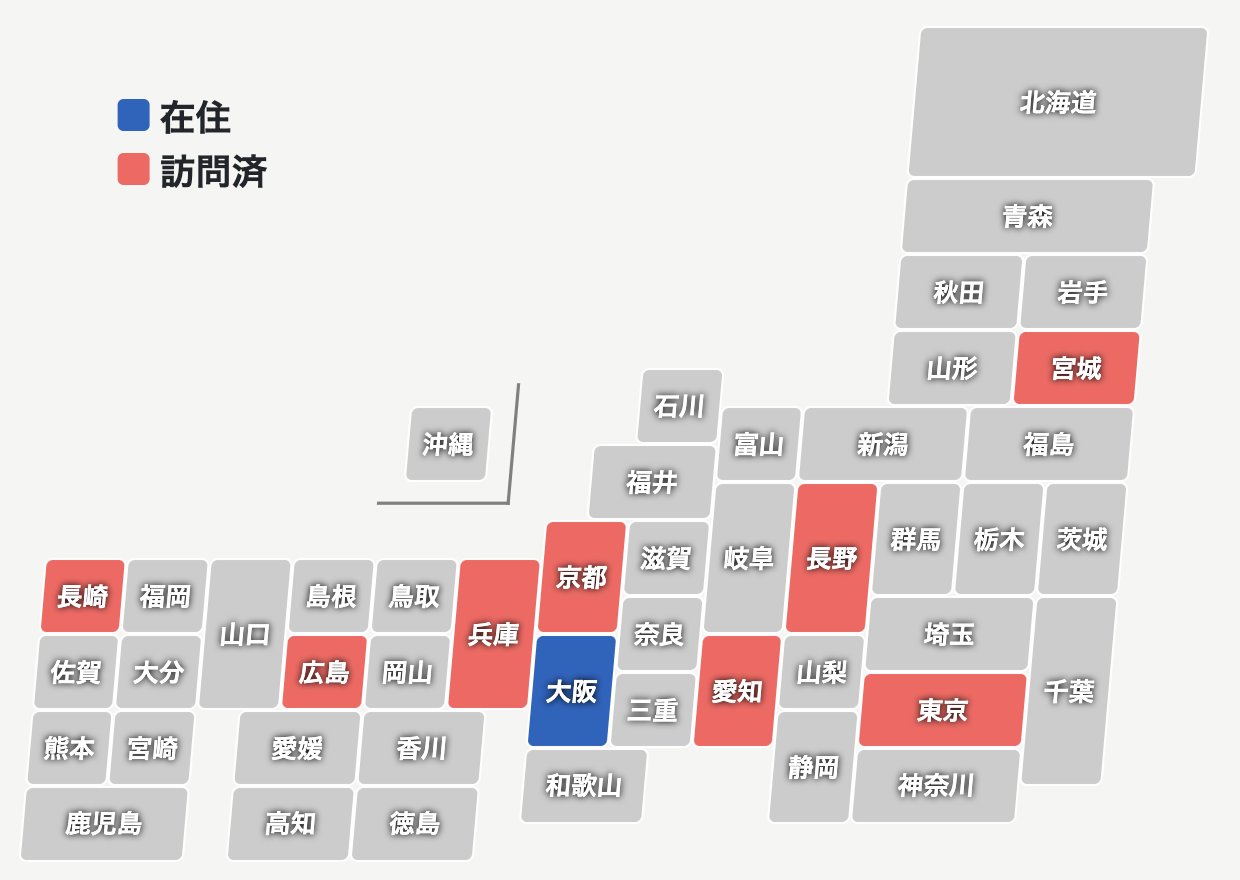 在住
訪問済
北海道
青森
秋田 岩手
山形 宮城
石川
沖縄 富山 新潟 福島
福井
群馬 栃木 茨城
京都 滋賀 岐阜 長野
長崎 福岡 島根 鳥取
山口 兵庫 奈良 埼玉
佐賀 大分 広島 岡山 山梨
大阪 愛知 千葉
三重 東京
熊本 宮崎 愛媛 香川
静岡
和歌山 神奈川
鹿児島 高知 徳島